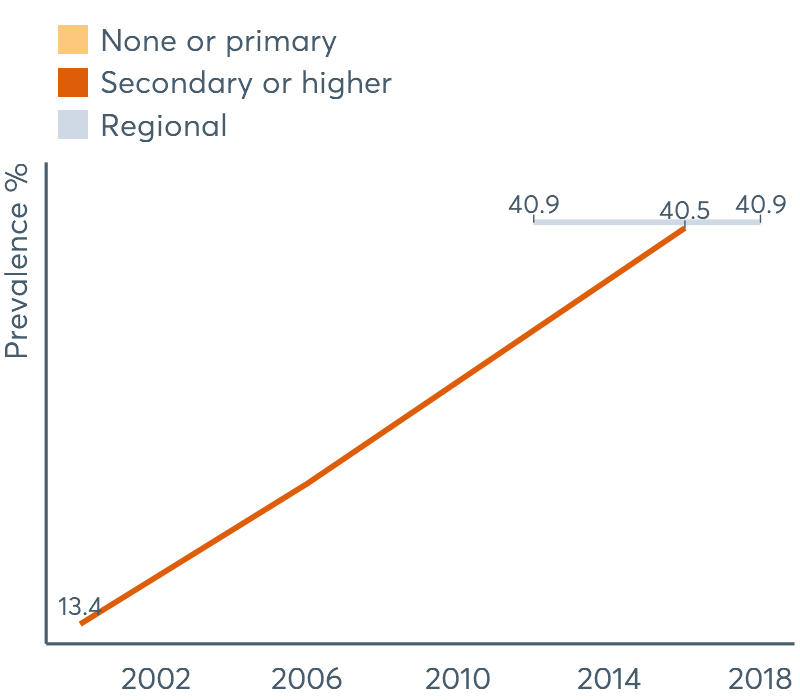 None or primary
Secondary or higher
Regional
Prevalence %
40.9
40.5
40.9
13.4
2002
2006
2010
2014
2018